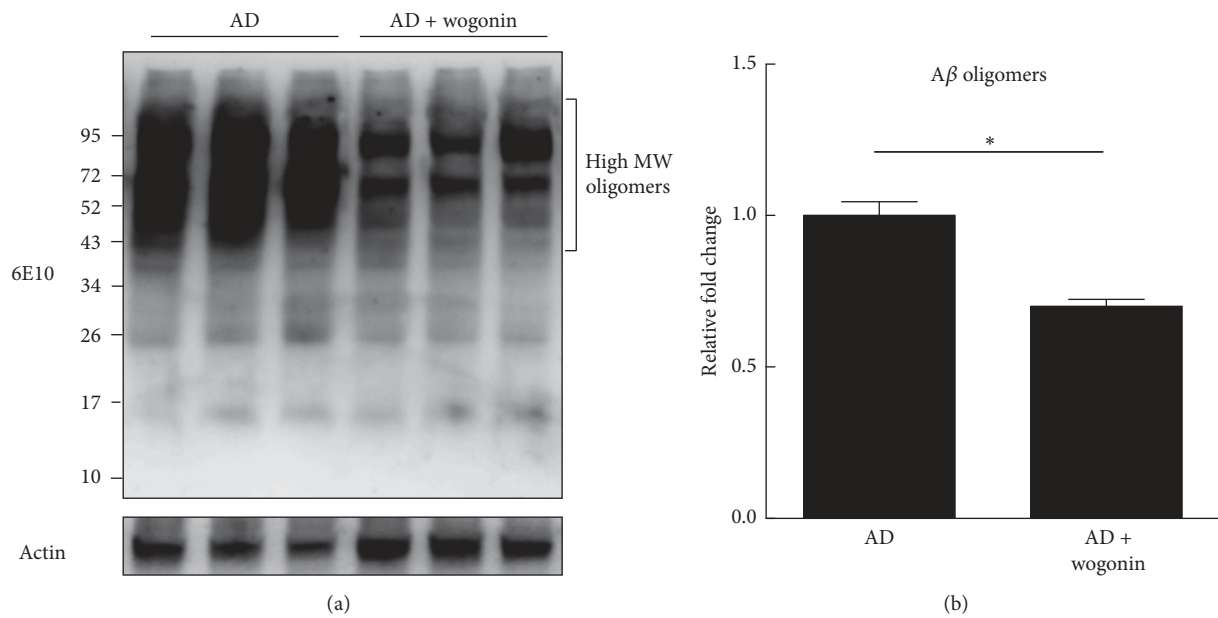 AD
AD + wogonin
95
72
52
43
6E10
34
26
17
10
High MW
oligomers
Actin
(a)
Aβ oligomers
*
Relative fold change
1.5
1.0
0.5
0.0
AD
AD +
wogonin
(b)